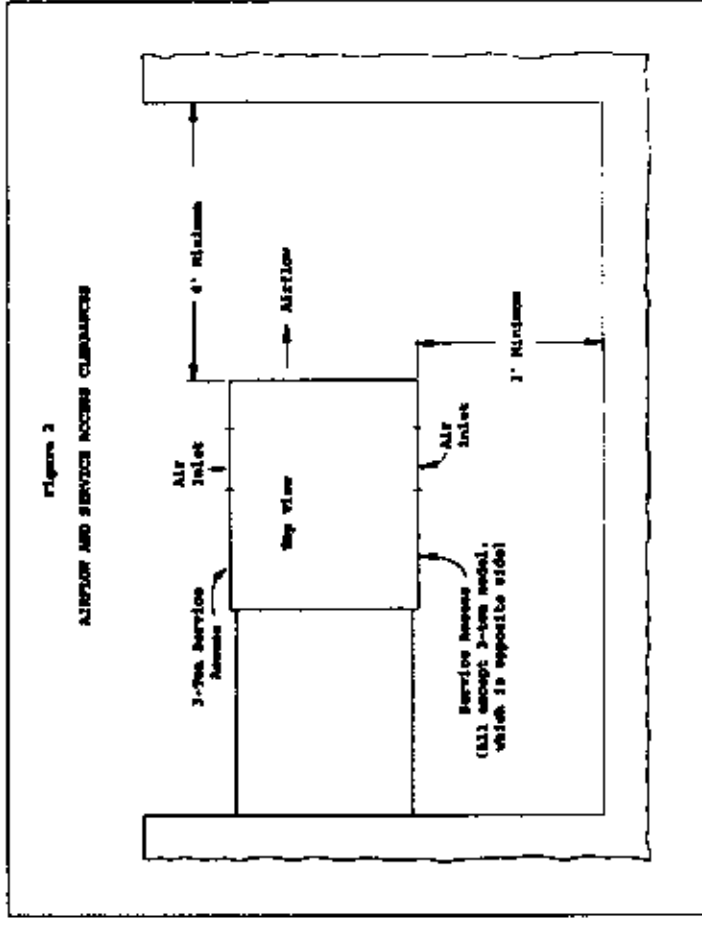 Figure 2
AIRFLOW AND SERVICE ACCESS CLEARANCES
4' Minimum
Air
Inlet
Airflow
3-Ton Service
Access
Top View
Air
inlet
Service Access
(All except 3-ton model,
which is opposite side)
Minimum